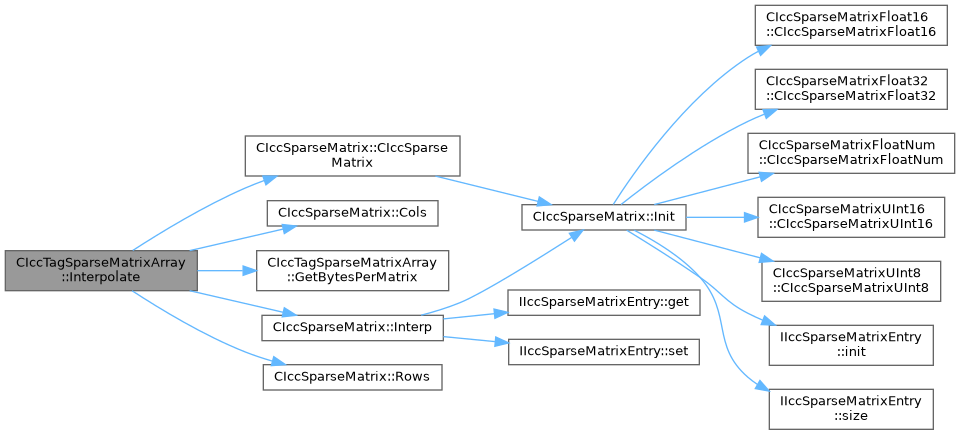 CIccTagSparseMatrixArray
::Interpolate
CIccSparseMatrix::CIccSparse
Matrix
CIccSparseMatrix::Cols
CIccTagSparseMatrixArray
::GetBytesPerMatrix
CIccSparseMatrix::Interp
CIccSparseMatrix::Rows
CIccSparseMatrix::Init
IIccSparseMatrixEntry::get
IIccSparseMatrixEntry::set
CIccSparseMatrixFloat16
::CIccSparseMatrixFloat16
CIccSparseMatrixFloat32
::CIccSparseMatrixFloat32
CIccSparseMatrixFloatNum
::CIccSparseMatrixFloatNum
CIccSparseMatrixUInt16
::CIccSparseMatrixUInt16
CIccSparseMatrixUInt8
::CIccSparseMatrixUInt8
IIccSparseMatrixEntry
::init
IIccSparseMatrixEntry
::size